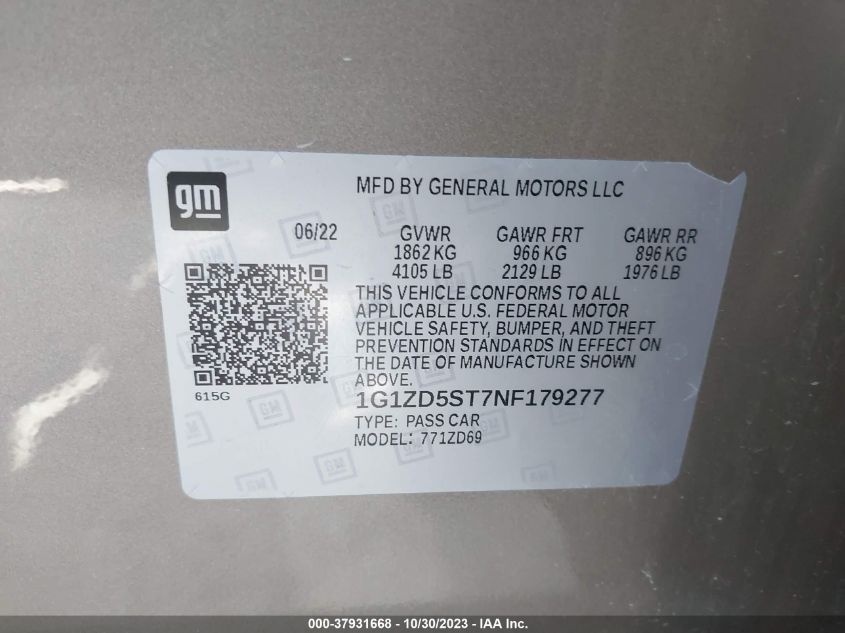 gm
MFD BY GENERAL MOTORS LLC
06/22 GVWR GAWR FRT GAWR RR
1862 KG 966 KG 896 KG
4105 LB 2129 LB 1976 LB
THIS VEHICLE CONFORMS TO ALL
APPLICABLE U.S. FEDERAL MOTOR
VEHICLE SAFETY, BUMPER, AND THEFT
PREVENTION STANDARDS IN EFFECT ON
THE DATE OF MANUFACTURE SHOWN
ABOVE.
615G
1G1ZD5ST7NF179277
TYPE: PASS CAR
MODEL: 771ZD69
000-37931668 - 10/30/2023 - IAA Inc.